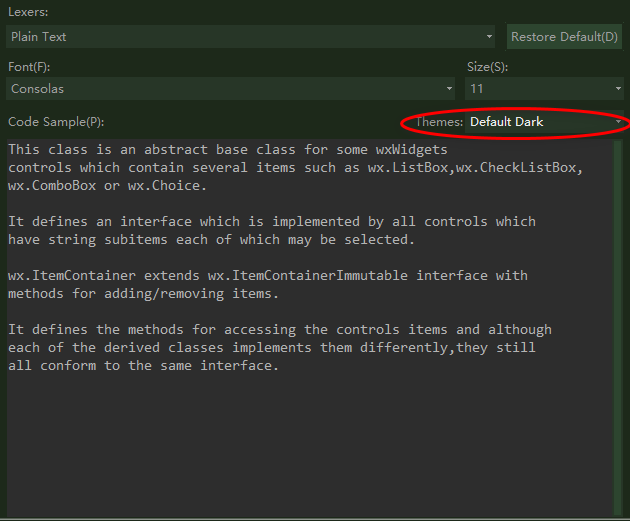 Lexers:
Plain Text
Restore Default(D)
Font(F):
Size(S):
Consolas
11
Code Sample(P):
Themes: Default Dark
This class is an abstract base class for some wxWidgets
controls which contain several items such as wx.ListBox,wx.CheckListBox,
wx.ComboBox or wx.Choice.
It defines an interface which is implemented by all controls which
have string subitems each of which may be selected.
wx.ItemContainer extends wx.ItemContainerImmutable interface with
methods for adding/removing items.
It defines the methods for accessing the controls items and although
each of the derived classes implements them differently,they still
all conform to the same interface.